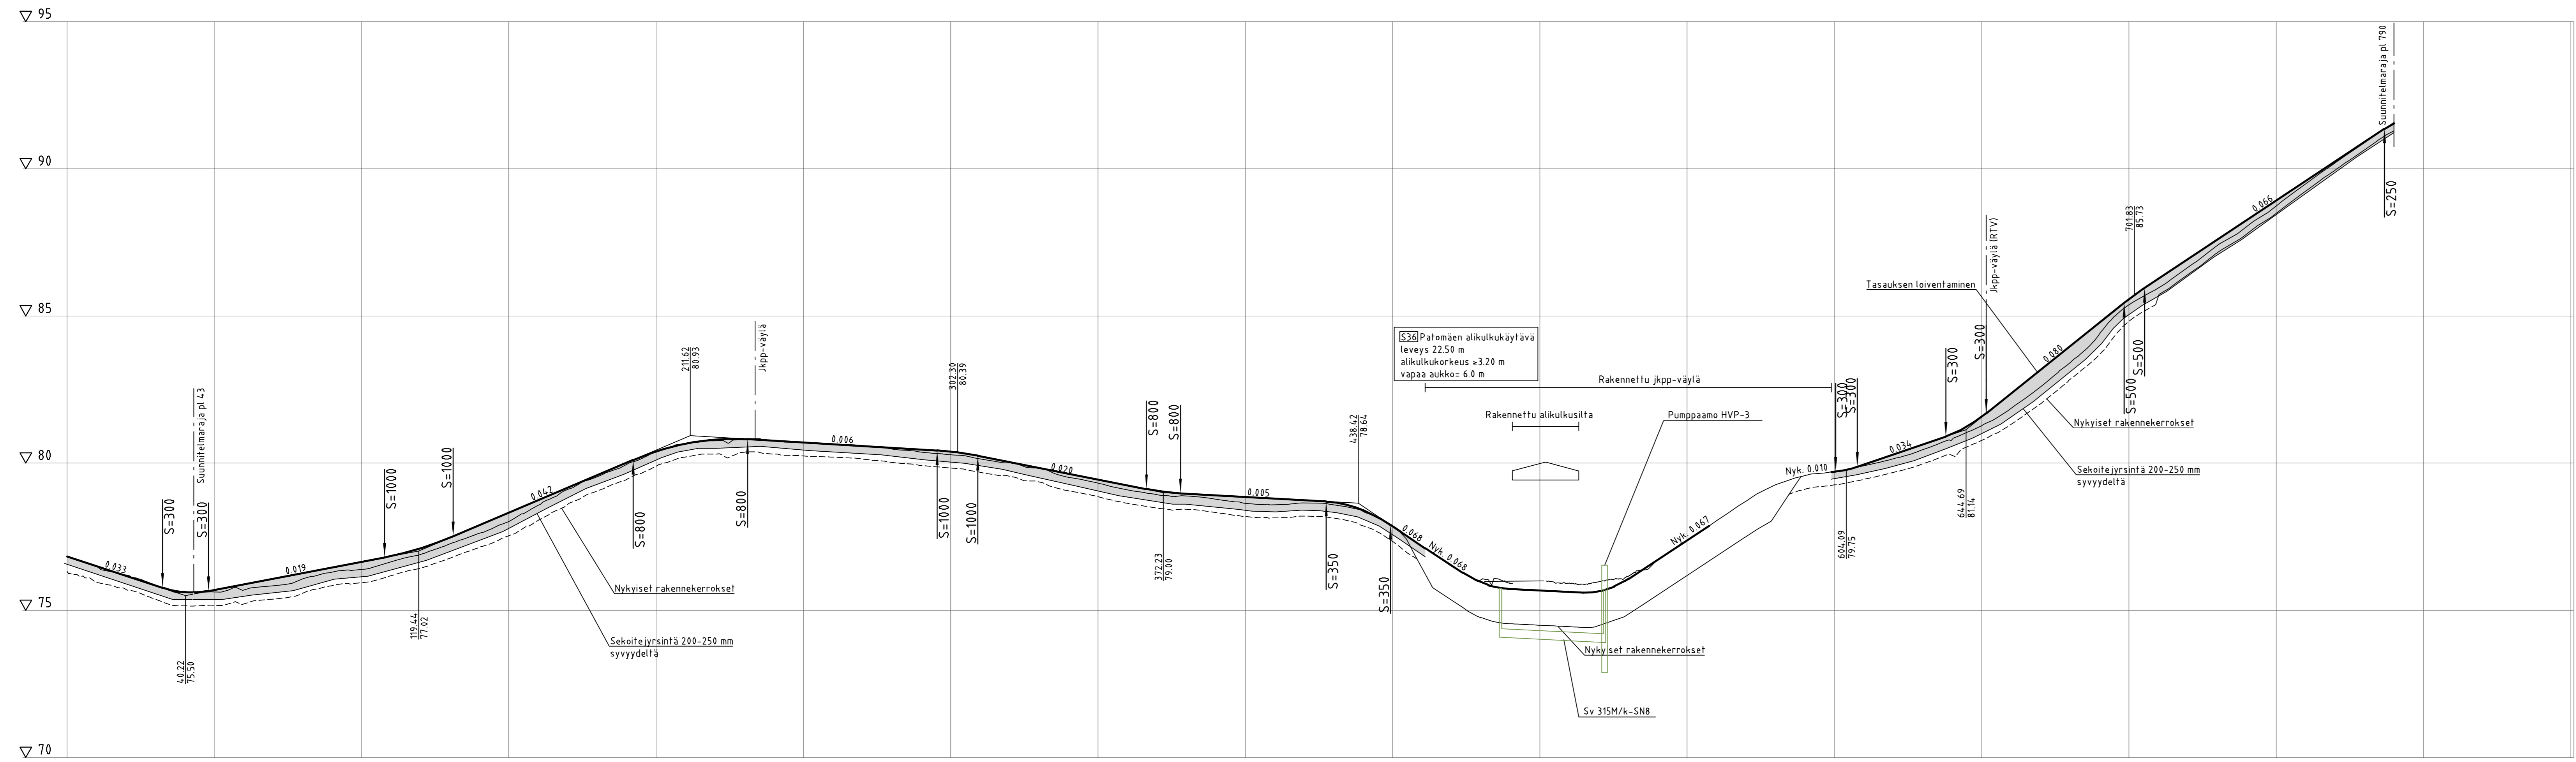 95
90
85
80
75
70
0.033
S=300
40.22
75.50
Suunnitelmaraja pl 43
S=300
0.019
S=1000
119.44
77.02
S=1000
0.042
Nykyiset rakennekerrokset
Sekoitejyrsintä 200-250 mm
syvyydeltä
S=800
211.62
80.93
S=800
Jkpp-väylä
0.006
S=1000
302.30
80.39
S=1000
0.020
S=800
372.23
79.00
S=800
0.005
S=350
438.42
78.64
S=350
0.068
Nyk. 0.068
S36 Patomäen alikulkukäytävä
leveys 22.50 m
alikulkukorkeus ≥3.20 m
vapaa aukko= 6.0 m
Rakennettu jkpp-väylä
Rakennettu alikulkusilta
Pumppaamo HVP-3
Nykyiset rakennekerrokset
Sv 315M/k-SN8
Nyk. 0.067
Nyk. 0.010
S=300
604.09
79.75
S=300
0.034
S=300
644.69
81.14
S=300
Jkpp-väylä (RTV)
Tasauksen loiventaminen
0.080
Nykyiset rakennekerrokset
Sekoitejyrsintä 200-250 mm
syvyydeltä
S=500
701.83
85.73
S=500
0.066
S=250
Suunnitelmaraja pl 790